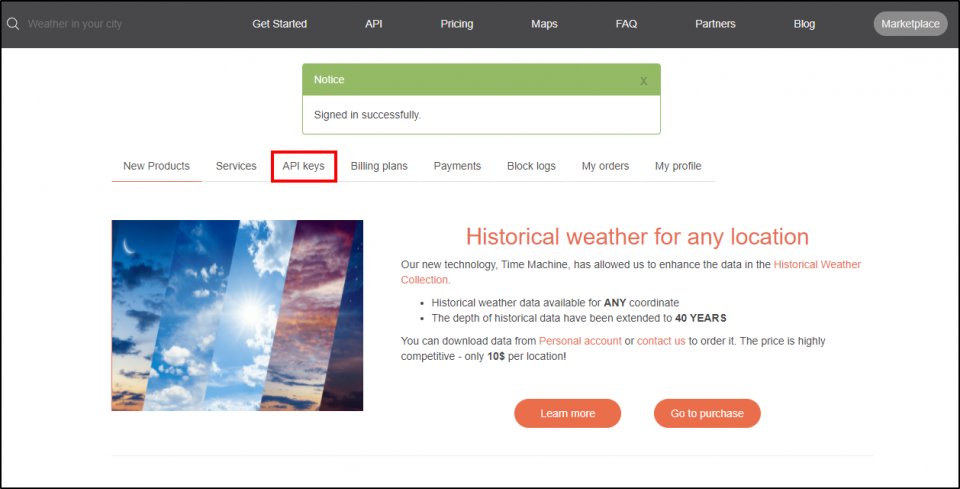 Weather in your city
Get Started
API
Pricing
Maps
FAQ
Partners
Blog
Marketplace
Notice
x
Signed in successfully.
New Products
Services
API keys
Billing plans
Payments
Block logs
My orders
My profile
Historical weather for any location
Our new technology, Time Machine, has allowed us to enhance the data in the Historical Weather
Collection.
• Historical weather data available for ANY coordinate
• The depth of historical data have been extended to 40 YEARS
You can download data from Personal account or contact us to order it. The price is highly
competitive - only 10$ per location!
Learn more
Go to purchase